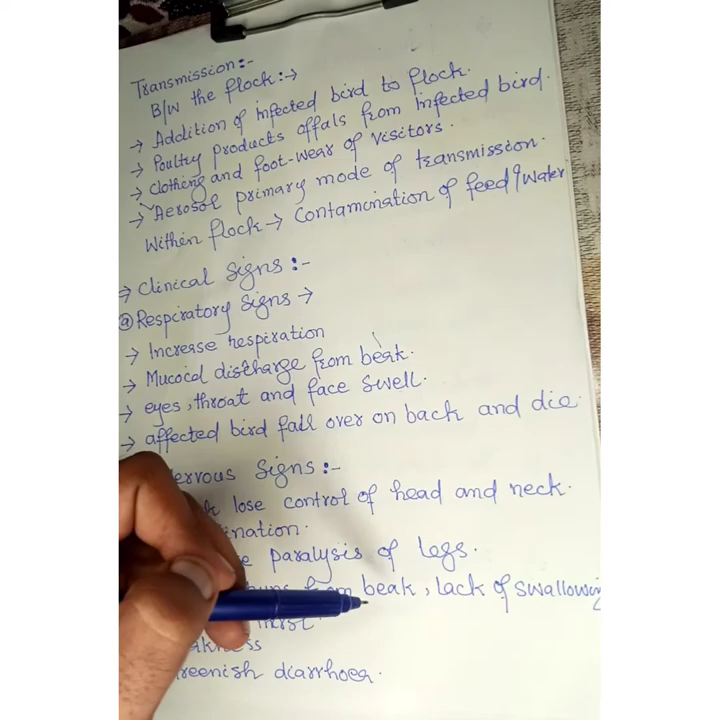 Transmission:-
B/w the flock:→
→ Addition of infected bird to flock.
→ Poultry products offals from infected bird.
→ clothing and foot-wear of visitors.
→ Aerosol primary mode of transmission.
Within flock → Contamination of feed & water
→ Clinical signs:-
ⓐ Respiratory signs →
→ Increase respiration
→ Mucocol discharge from beak.
→ eyes, throat and face swell.
→ affected bird fall over on back and die.
Nervous signs:-
lose control of head and neck.
paralysis of legs.
from beak, lack of swallowing
greenish diarrhoea.